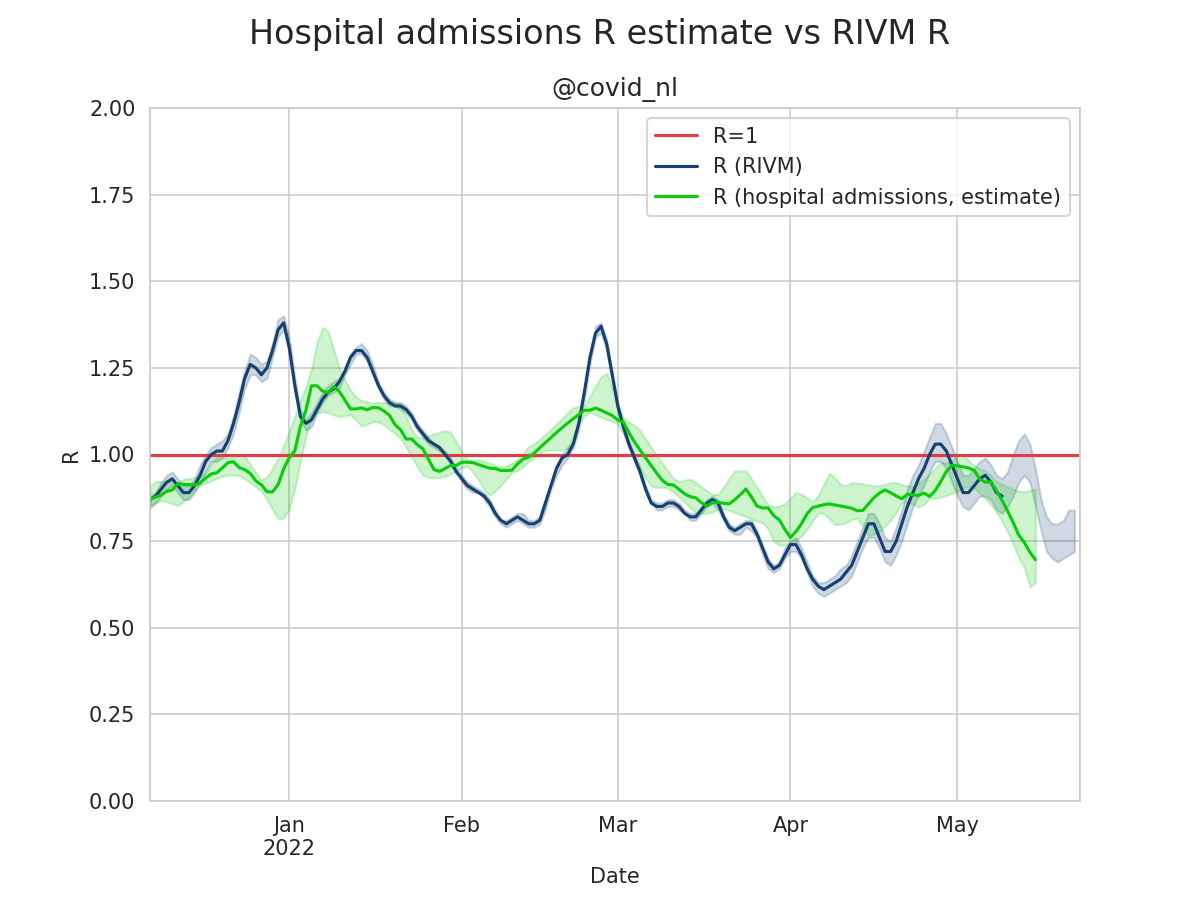 Hospital admissions R estimate vs RIVM R
@covid_nl
R=1
R (RIVM)
R (hospital admissions, estimate)
2.00
1.75
1.50
1.25
1.00
0.75
0.50
0.25
0.00
R
Jan Feb Mar Apr May
2022
Date